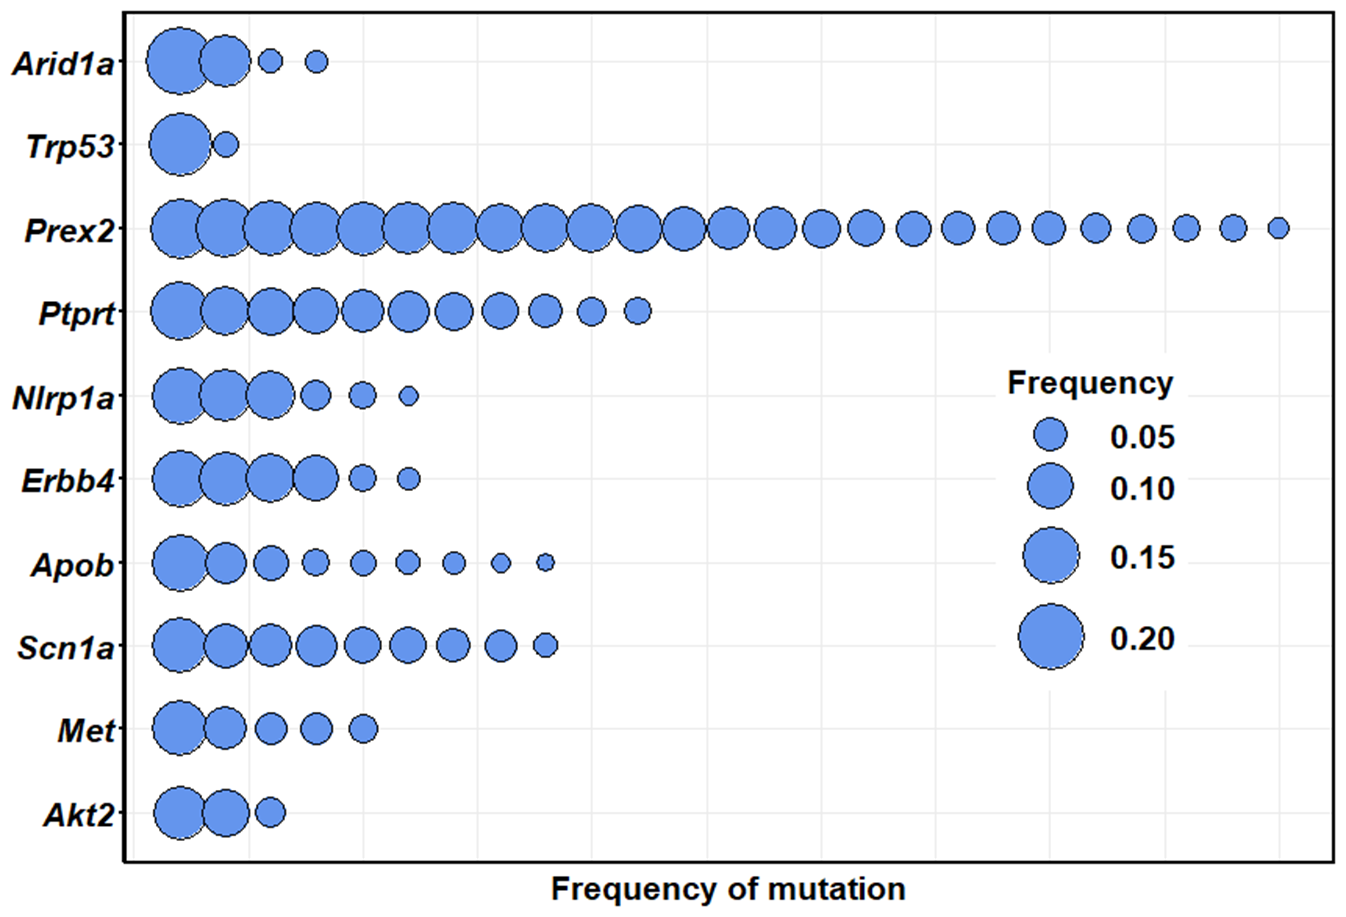 Arid1a
Trp53
Prex2
Ptprt
Nlrp1a
Erbb4
Apob
Scn1a
Met
Akt2
Frequency
0.05
0.10
0.15
0.20
Frequency of mutation